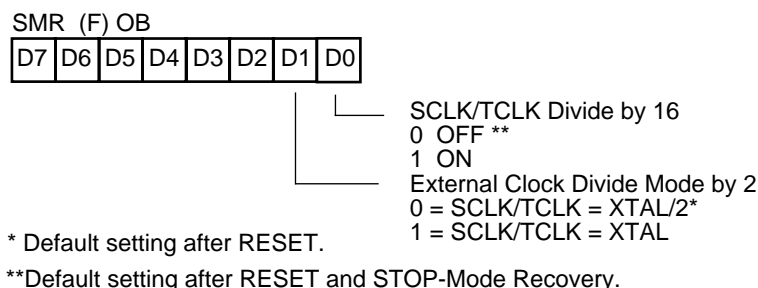 SMR (F) OB
D7 D6 D5 D4 D3 D2 D1 D0
SCLK/TCLK Divide by 16
0 OFF **
1 ON
External Clock Divide Mode by 2
0 = SCLK/TCLK = XTAL/2*
1 = SCLK/TCLK = XTAL
* Default setting after RESET.
**Default setting after RESET and STOP-Mode Recovery.